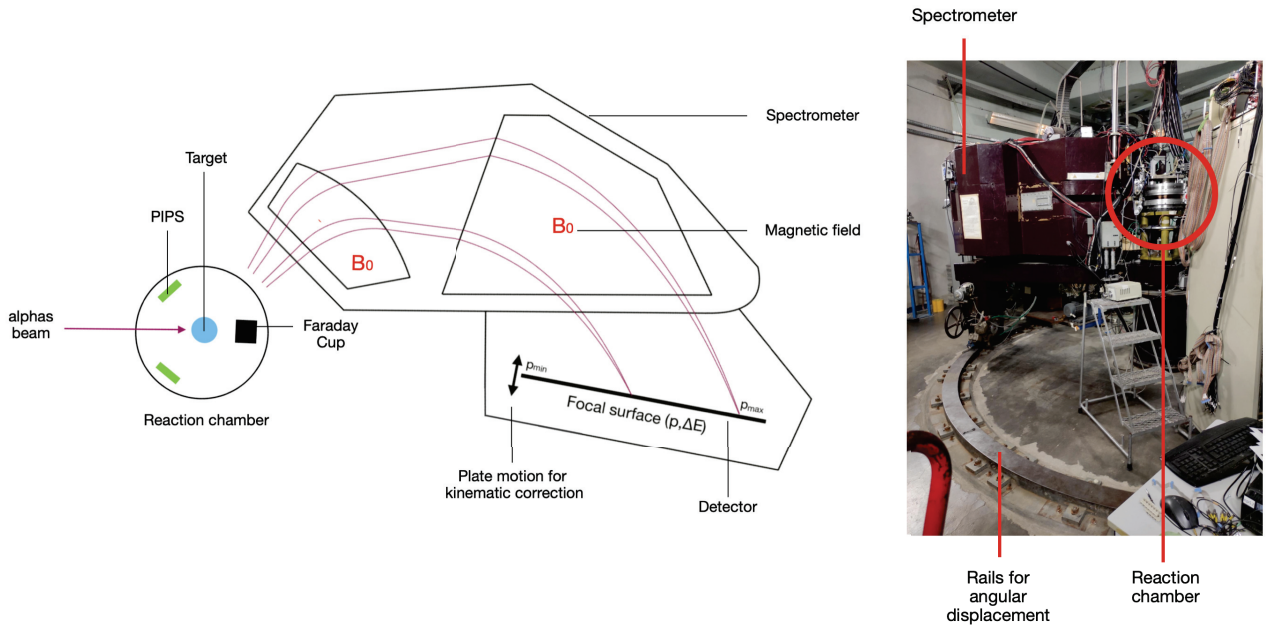 Spectrometer
Spectrometer
Target
PIPS
B₀
Magnetic field
B₀
alphas
beam
Faraday
Cup
pmin
pmax
Focal surface (p,ΔE)
Reaction chamber
Plate motion for
kinematic correction
Detector
Rails for
angular
displacement
Reaction
chamber